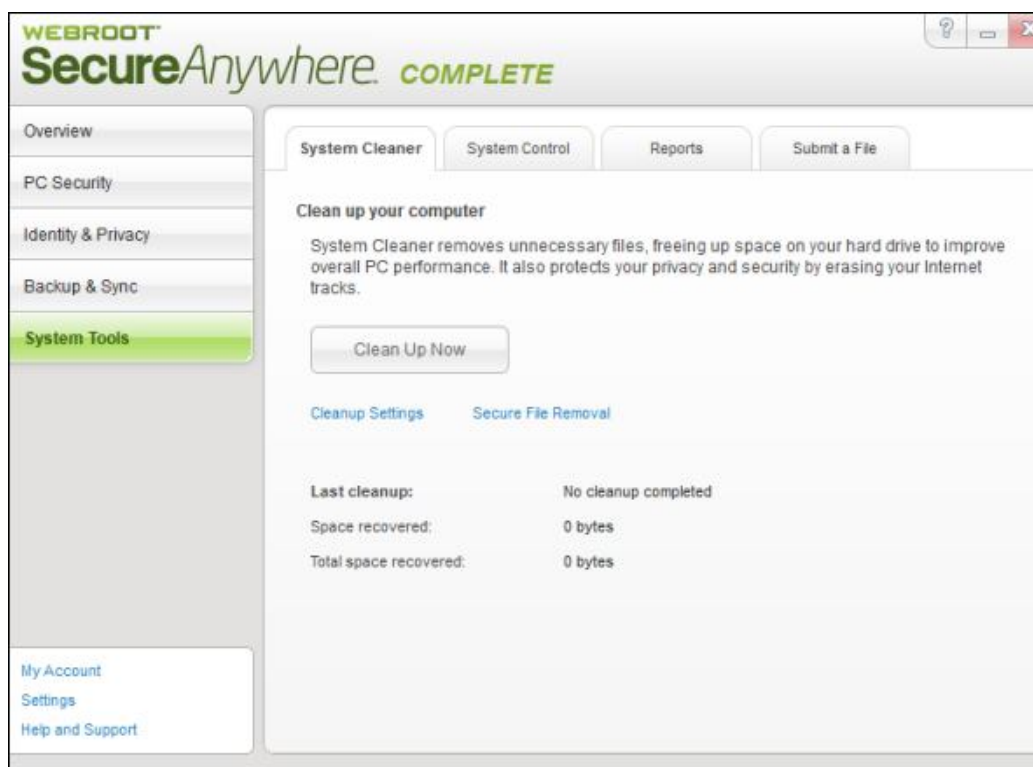 WEBROOT
SecureAnywhere. COMPLETE
?
Overview
PC Security
Identity & Privacy
Backup & Sync
System Tools
System Cleaner
System Control
Reports
Submit a File
Clean up your computer
System Cleaner removes unnecessary files, freeing up space on your hard drive to improve
overall PC performance. It also protects your privacy and security by erasing your Internet
tracks.
Clean Up Now
Cleanup Settings
Secure File Removal
Last cleanup: No cleanup completed
Space recovered: 0 bytes
Total space recovered: 0 bytes
My Account
Settings
Help and Support